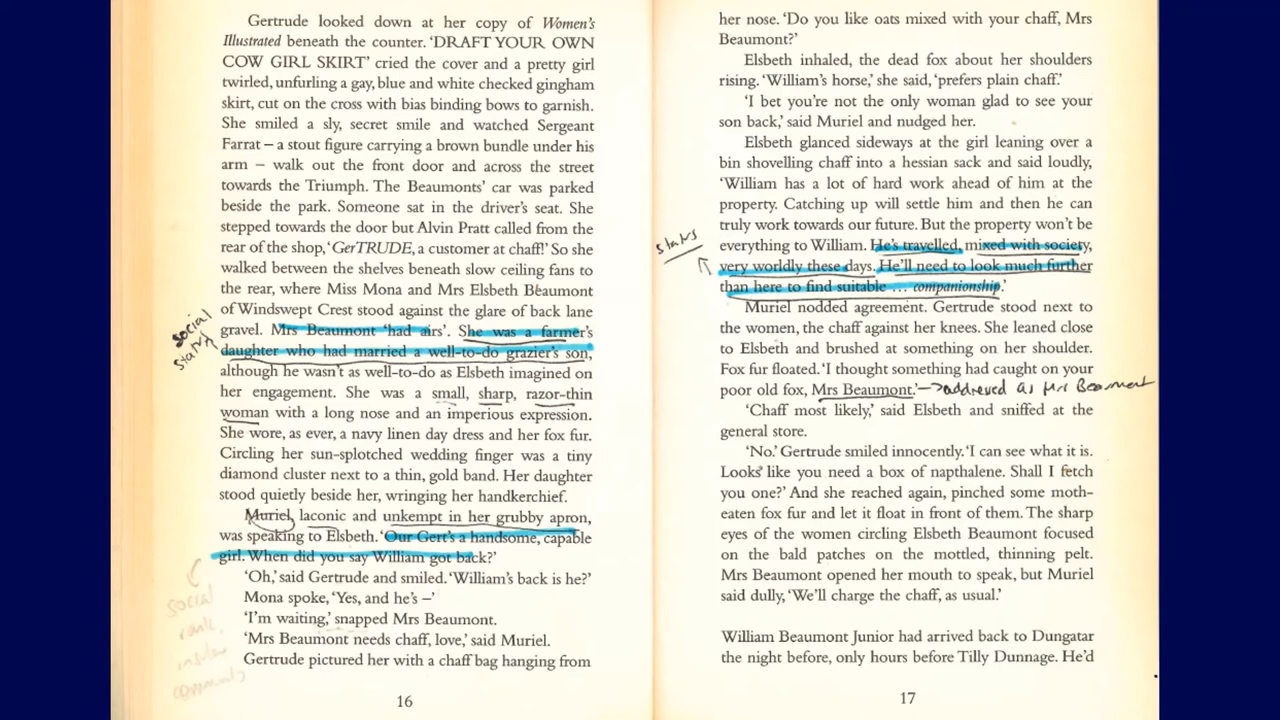 Gertrude looked down at her copy of Women's
Illustrated beneath the counter. 'DRAFT YOUR OWN
COW GIRL SKIRT' cried the cover and a pretty girl
twirled, unfurling a gay, blue and white checked gingham
skirt, cut on the cross with bias binding bows to garnish.
She smiled a sly, secret smile and watched Sergeant
Farrat – a stout figure carrying a brown bundle under his
arm – walk out the front door and across the street
towards the Triumph. The Beaumonts' car was parked
beside the park. Someone sat in the driver's seat. She
stepped towards the door but Alvin Pratt called from the
rear of the shop, 'GerTRUDE, a customer at chaff!' So she
walked between the shelves beneath slow ceiling fans to
the rear, where Miss Mona and Mrs Elsbeth Beaumont
of Windswept Crest stood against the glare of back lane
gravel. Mrs Beaumont 'had airs'. She was a farmer's
social
status
daughter who had married a well-to-do grazier's son,
although he wasn't as well-to-do as Elsbeth imagined on
her engagement. She was a small, sharp, razor-thin
woman with a long nose and an imperious expression.
She wore, as ever, a navy linen day dress and her fox fur.
Circling her sun-splotched wedding finger was a tiny
diamond cluster next to a thin, gold band. Her daughter
stood quietly beside her, wringing her handkerchief.
Muriel, laconic and unkempt in her grubby apron,
was speaking to Elsbeth. 'Our Gert's a handsome, capable
girl. When did you say William got back?'
'Oh,' said Gertrude and smiled. 'William's back is he?'
Mona spoke, 'Yes, and he's –'
'I'm waiting,' snapped Mrs Beaumont.
'Mrs Beaumont needs chaff, love,' said Muriel.
Gertrude pictured her with a chaff bag hanging from
social
rank,
16
her nose. 'Do you like oats mixed with your chaff, Mrs
Beaumont?'
Elsbeth inhaled, the dead fox about her shoulders
rising. 'William's horse,' she said, 'prefers plain chaff.'
'I bet you're not the only woman glad to see your
son back,' said Muriel and nudged her.
Elsbeth glanced sideways at the girl leaning over a
bin shovelling chaff into a hessian sack and said loudly,
'William has a lot of hard work ahead of him at the
property. Catching up will settle him and then he can
truly work towards our future. But the property won't be
everything to William. He's travelled, mixed with society,
status
very worldly these days. He'll need to look much further
than here to find suitable ... companionship.'
Muriel nodded agreement. Gertrude stood next to
the women, the chaff against her knees. She leaned close
to Elsbeth and brushed at something on her shoulder.
Fox fur floated. 'I thought something had caught on your
poor old fox, Mrs Beaumont.' → addressed as Mrs Beaumont
'Chaff most likely,' said Elsbeth and sniffed at the
general store.
'No.' Gertrude smiled innocently. 'I can see what it is.
Looks like you need a box of napthalene. Shall I fetch
you one?' And she reached again, pinched some moth-
eaten fox fur and let it float in front of them. The sharp
eyes of the women circling Elsbeth Beaumont focused
on the bald patches on the mottled, thinning pelt.
Mrs Beaumont opened her mouth to speak, but Muriel
said dully, 'We'll charge the chaff, as usual.'
William Beaumont Junior had arrived back to Dungatar
the night before, only hours before Tilly Dunnage. He'd
17